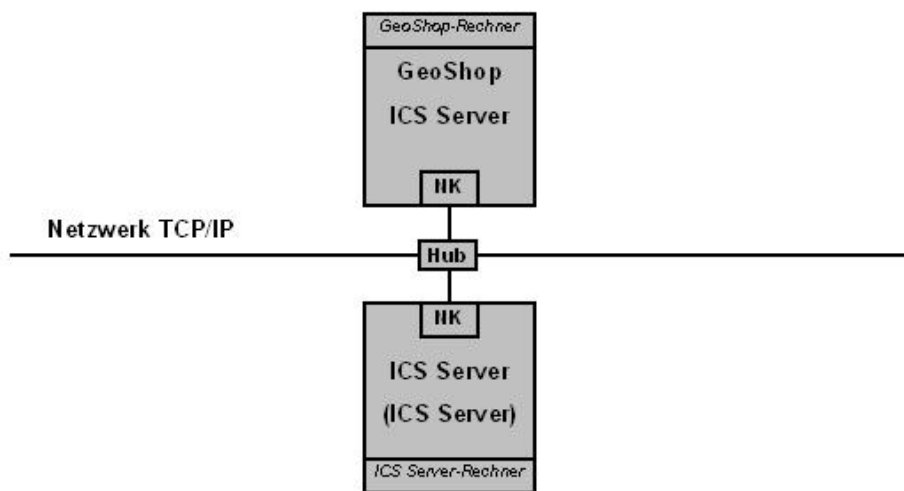 GeoShop-Rechner
GeoShop
ICS Server
NK
Netzwerk TCP/IP
Hub
NK
ICS Server
(ICS Server)
ICS Server-Rechner